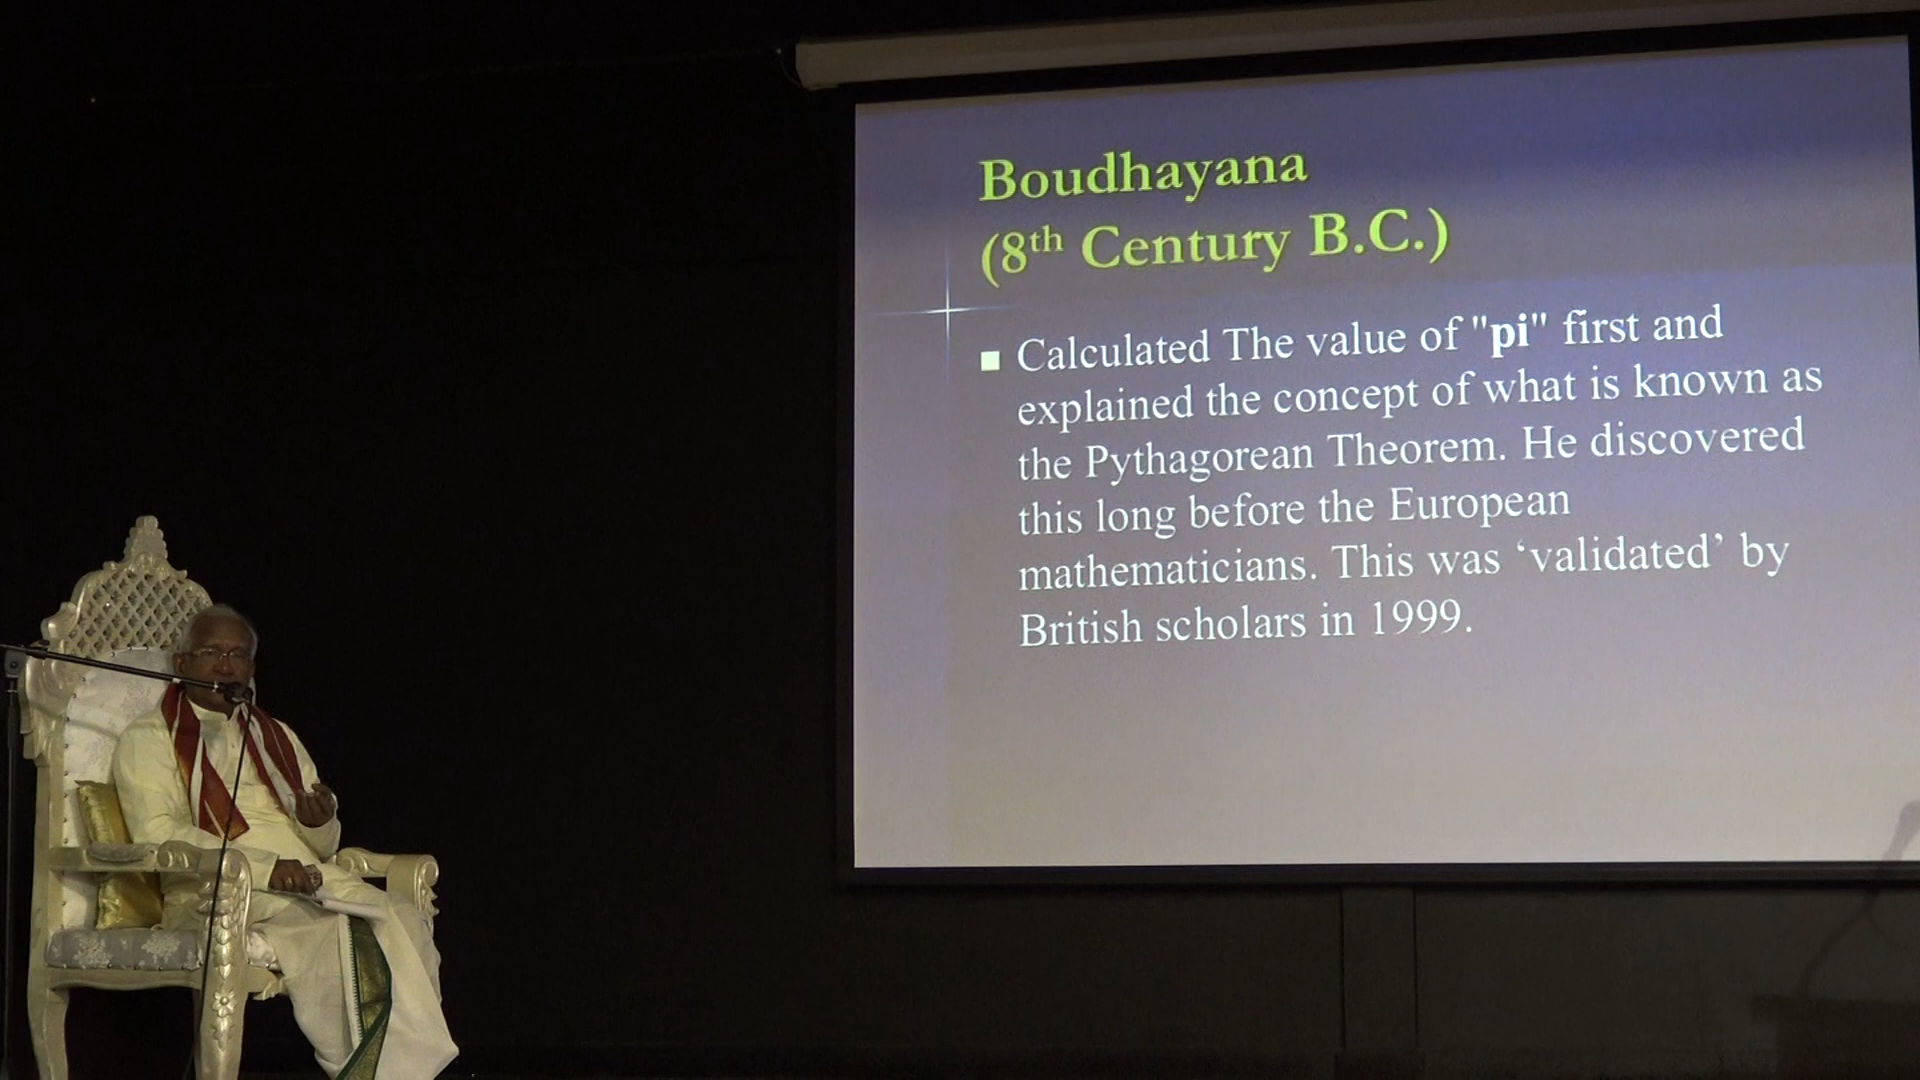 Boudhayana
(8th Century B.C.)
Calculated The value of "pi" first and
explained the concept of what is known as
the Pythagorean Theorem. He discovered
this long before the European
mathematicians. This was ‘validated’ by
British scholars in 1999.